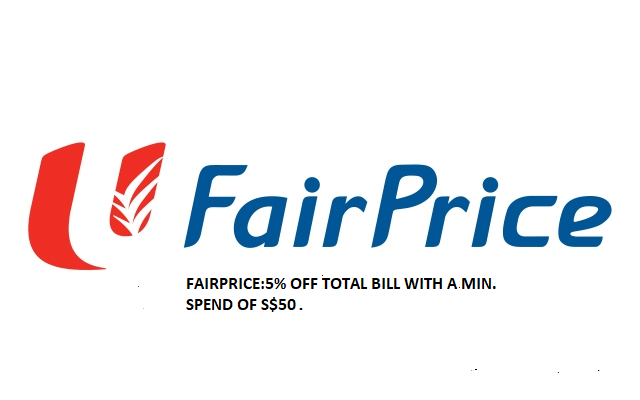 FairPrice
FAIRPRICE:5% OFF TOTAL BILL WITH A MIN.
SPEND OF S$50 .